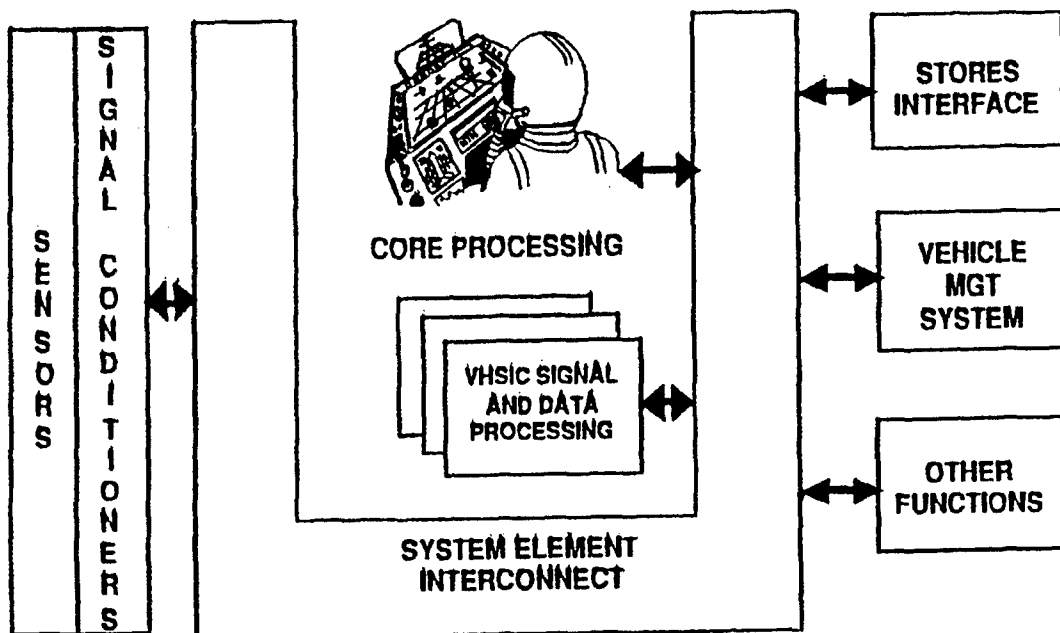 SENSORS
SIGNAL CONDITIONERS
CORE PROCESSING
VHSIC SIGNAL
AND DATA
PROCESSING
SYSTEM ELEMENT
INTERCONNECT
STORES
INTERFACE
VEHICLE
MGT
SYSTEM
OTHER
FUNCTIONS